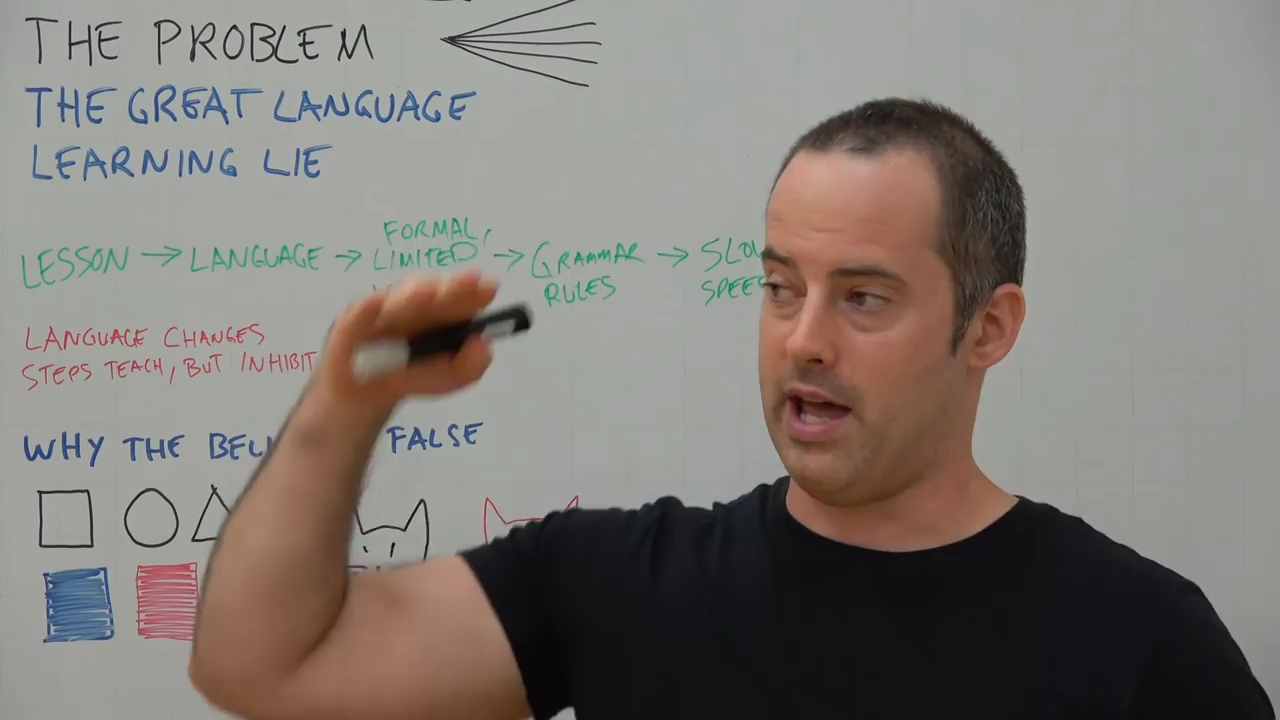 THE PROBLEM
THE GREAT LANGUAGE
LEARNING LIE
LESSON → LANGUAGE → FORMAL, LIMITED → GRAMMAR RULES →
LANGUAGE CHANGES
STEPS TEACH, BUT INHIBIT
WHY THE FALSE